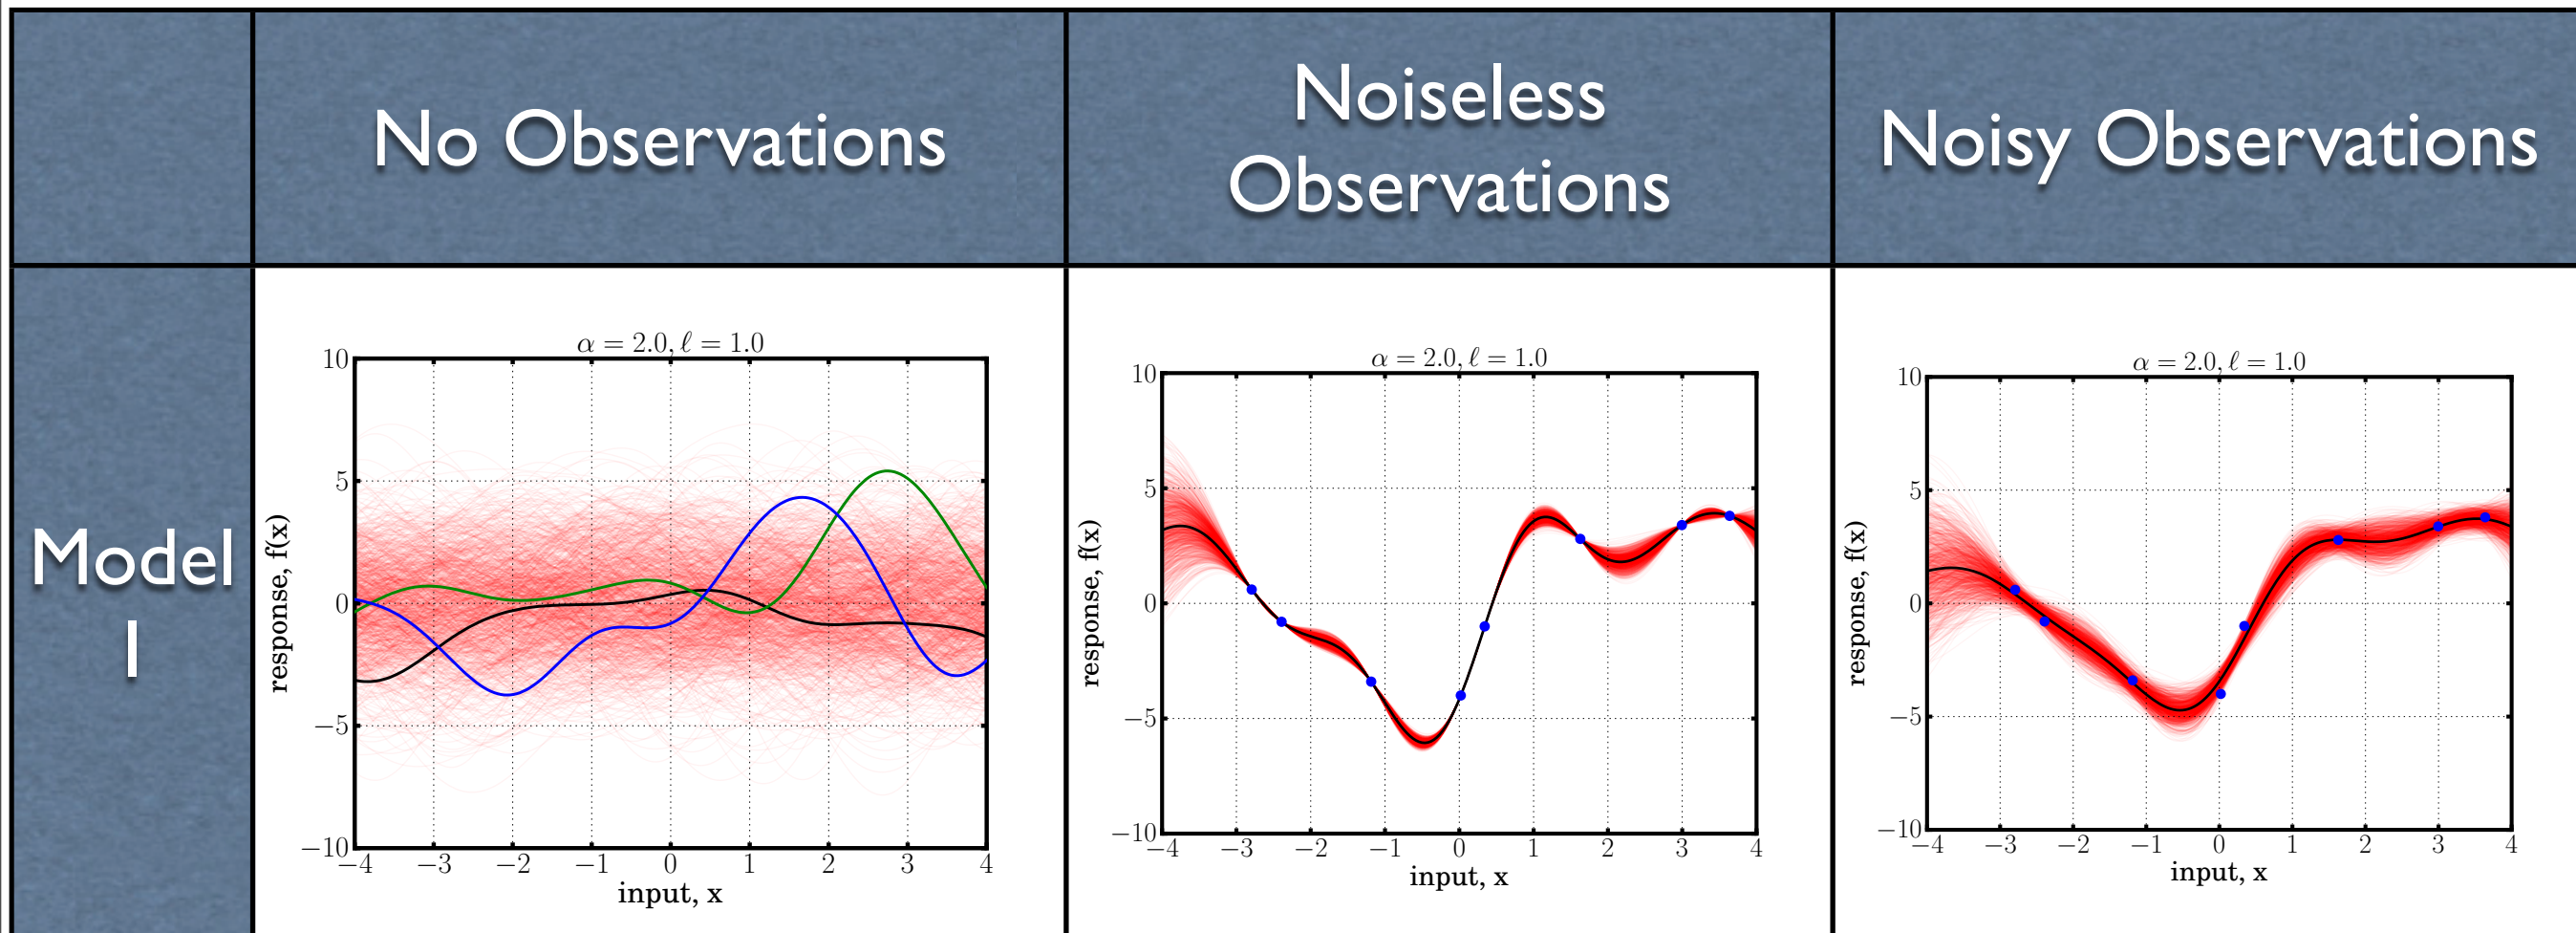 No Observations
Noiseless
Observations
Noisy Observations
Model
I
α = 2.0, ℓ = 1.0
10
5
0
−5
−10
response, f(x)
−4 −3 −2 −1 0 1 2 3 4
input, x
α = 2.0, ℓ = 1.0
10
5
0
−5
−10
response, f(x)
−4 −3 −2 −1 0 1 2 3 4
input, x
α = 2.0, ℓ = 1.0
10
5
0
−5
−10
response, f(x)
−4 −3 −2 −1 0 1 2 3 4
input, x